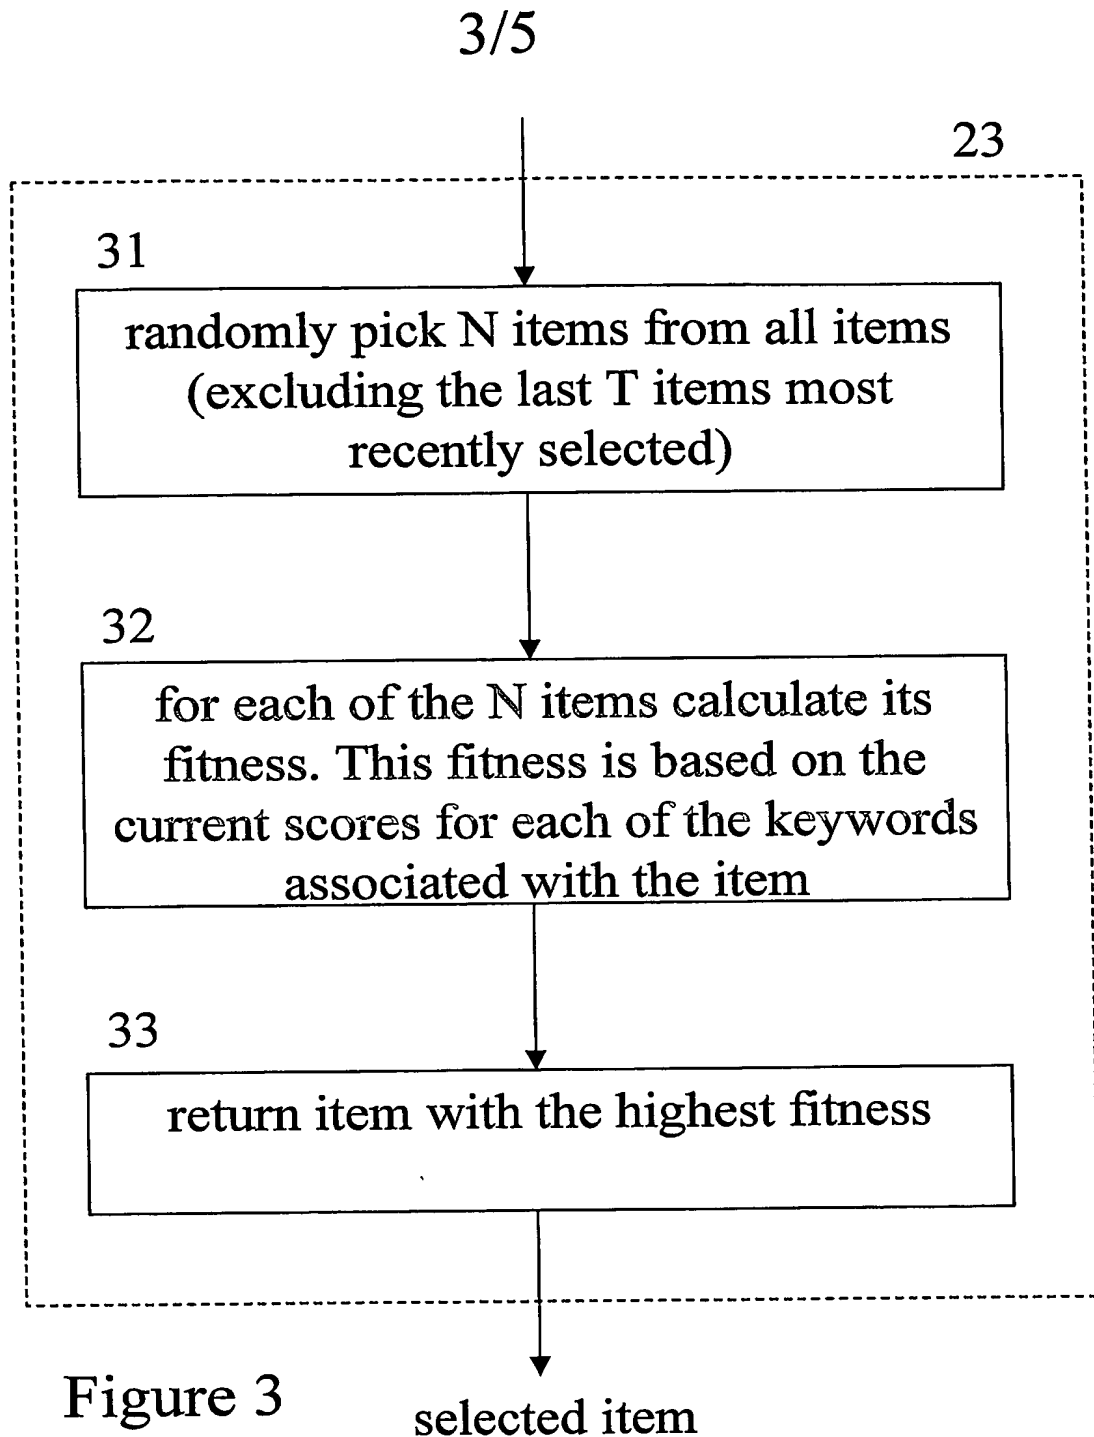 3/5
23
31
randomly pick N items from all items
(excluding the last T items most
recently selected)
32
for each of the N items calculate its
fitness. This fitness is based on the
current scores for each of the keywords
associated with the item
33
return item with the highest fitness
Figure 3
selected item